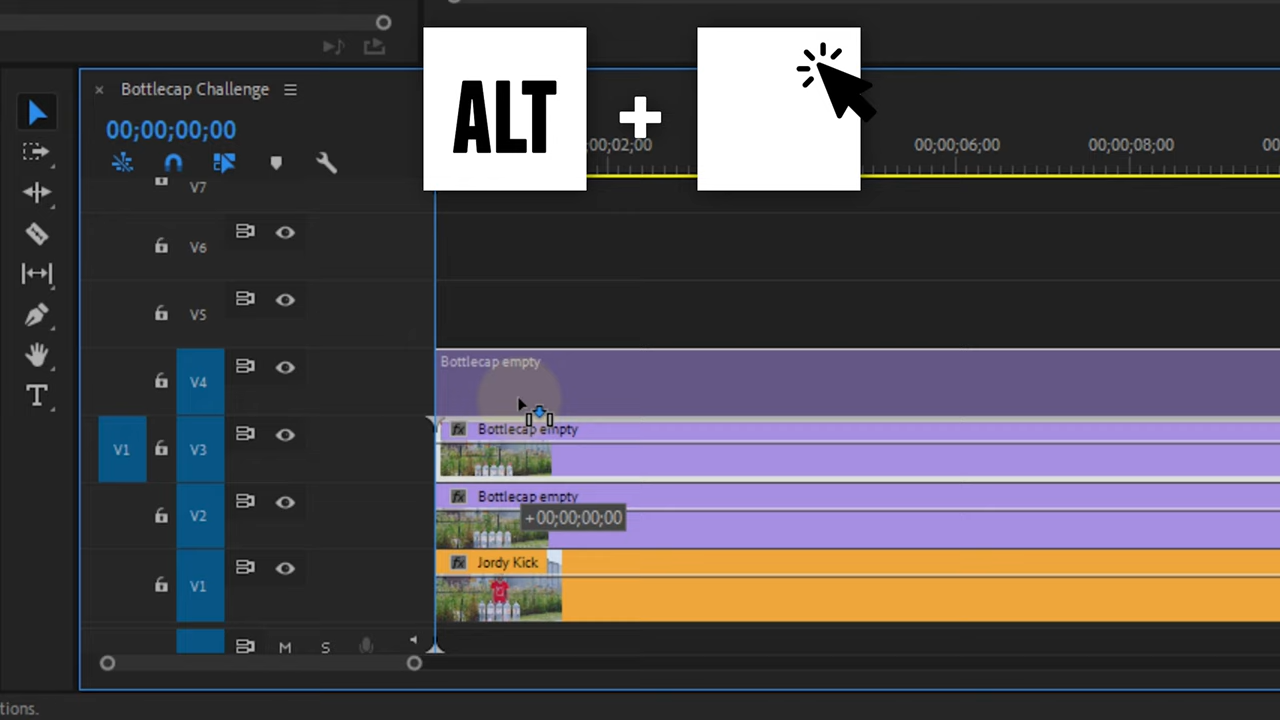 ALT +
Bottlecap Challenge
00;00;00;00
;00;02;00 00;00;06;00 00;00;08;00 00
V7
V6
V5
Bottlecap empty
V4
Bottlecap empty
V1 V3
Bottlecap empty
V2
+00;00;00;00
Jordy Kick
V1
M S
tions.